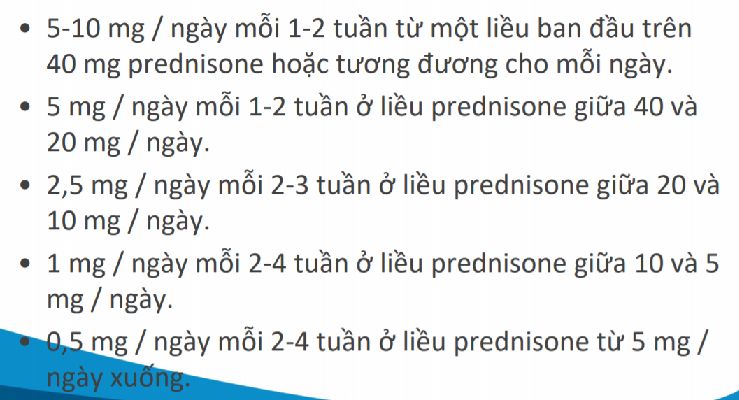 • 5-10 mg / ngày mỗi 1-2 tuần từ một liều ban đầu trên
40 mg prednisone hoặc tương đương cho mỗi ngày.
• 5 mg / ngày mỗi 1-2 tuần ở liều prednisone giữa 40 và
20 mg / ngày.
• 2,5 mg / ngày mỗi 2-3 tuần ở liều prednisone giữa 20 và
10 mg / ngày.
• 1 mg / ngày mỗi 2-4 tuần ở liều prednisone giữa 10 và 5
mg / ngày.
• 0,5 mg / ngày mỗi 2-4 tuần ở liều prednisone từ 5 mg /
ngày xuống.